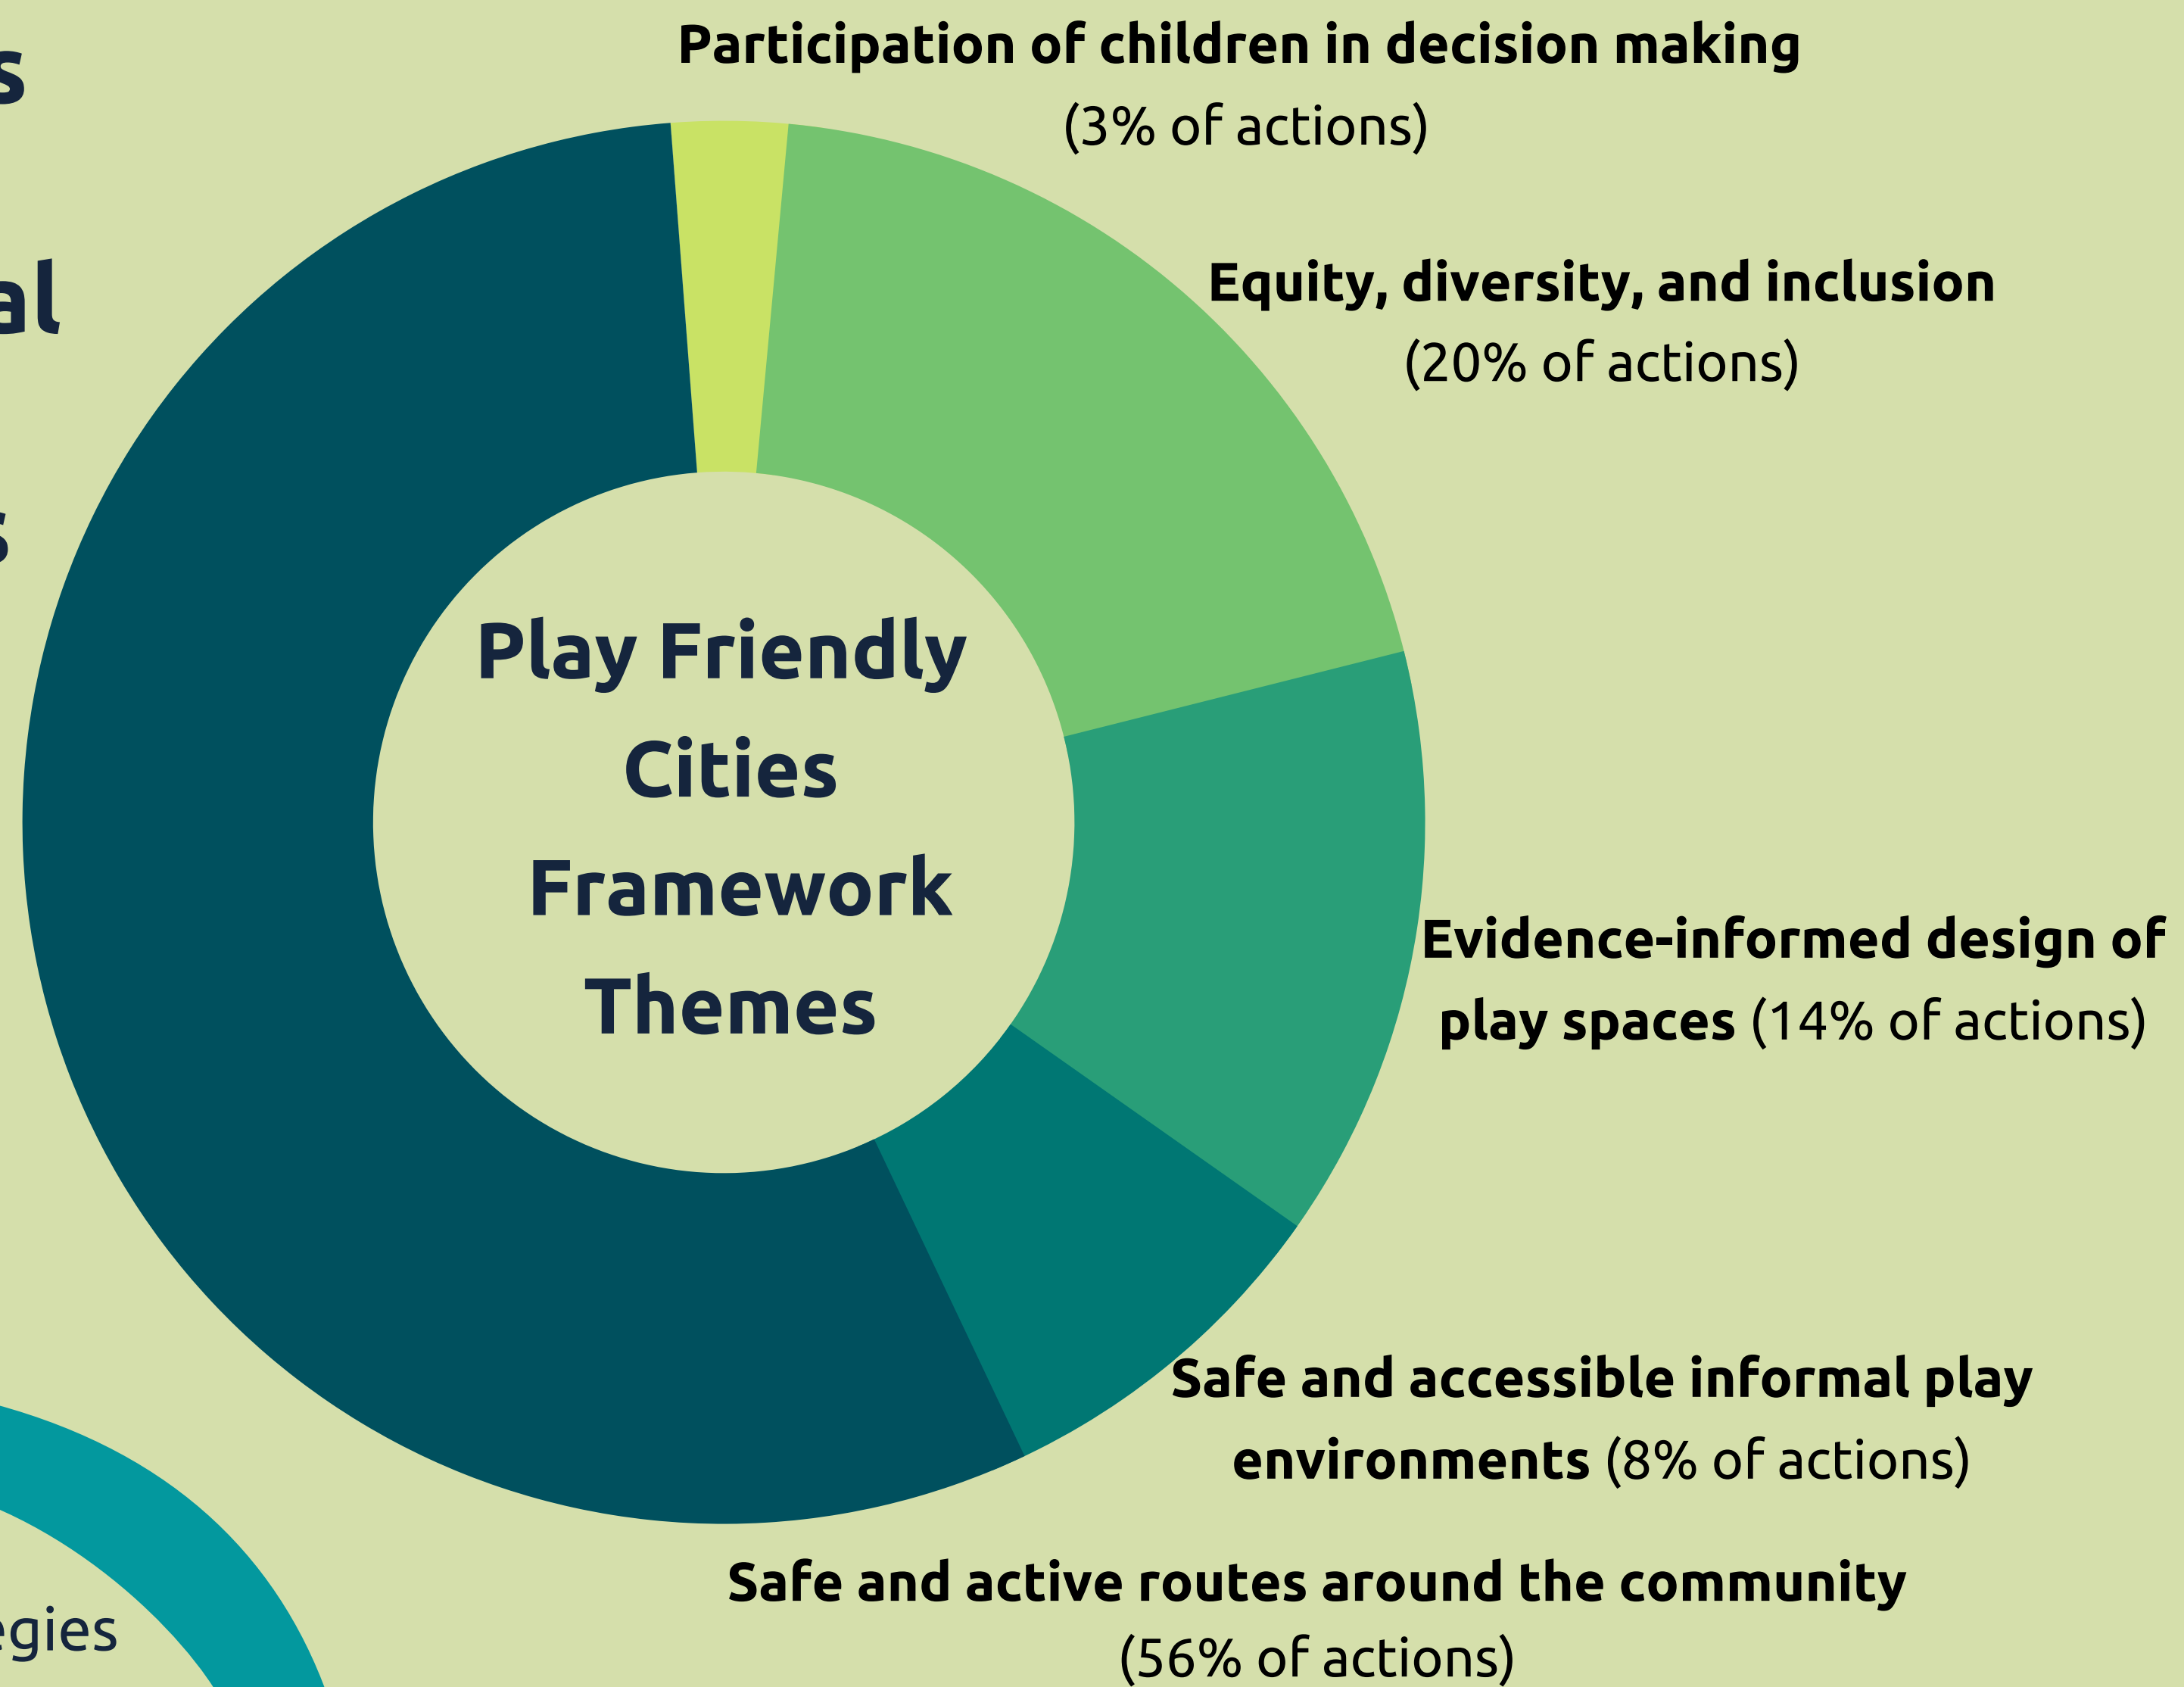 Participation of children in decision making
(3% of actions)
Equity, diversity, and inclusion
(20% of actions)
Play Friendly
Cities
Framework
Themes
Evidence-informed design of
play spaces (14% of actions)
Safe and accessible informal play
environments (8% of actions)
Safe and active routes around the community
(56% of actions)